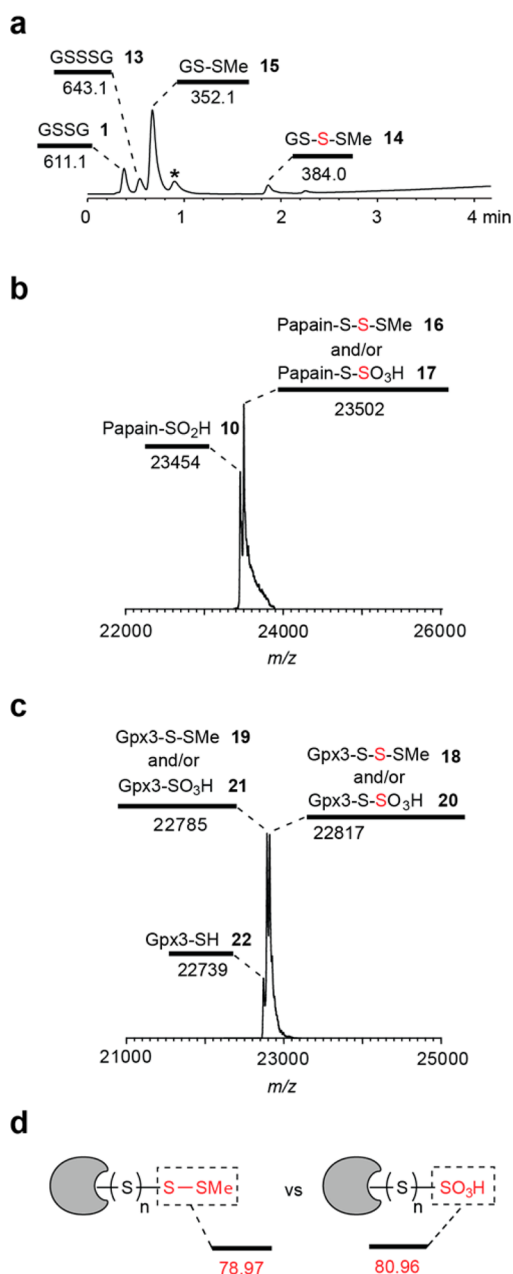 a
GSSSG 13
643.1
GS-SMe 15
352.1
GSSG 1
611.1
*
GS-S-SMe 14
384.0
0 1 2 3 4 min
b
Papain-S-S-SMe 16
and/or
Papain-S-SO3H 17
23502
Papain-SO2H 10
23454
22000 24000 26000
m/z
c
Gpx3-S-SMe 19
and/or
Gpx3-SO3H 21
22785
Gpx3-S-SMe 18
and/or
Gpx3-S-SO3H 20
22817
Gpx3-SH 22
22739
21000 23000 25000
m/z
d
(S)n S—SMe vs (S)n SO3H
78.97 80.96